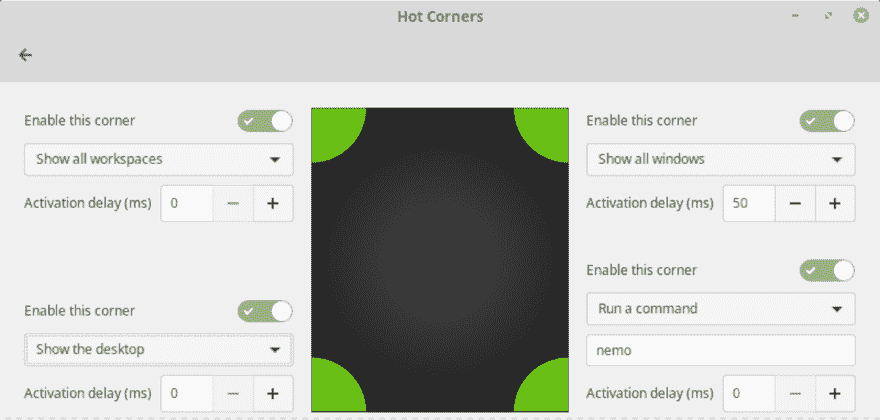 Hot Corners
Enable this corner
Show all workspaces
Activation delay (ms) 0
Enable this corner
Show the desktop
Activation delay (ms) 0
Enable this corner
Show all windows
Activation delay (ms) 50
Enable this corner
Run a command
nemo
Activation delay (ms) 0